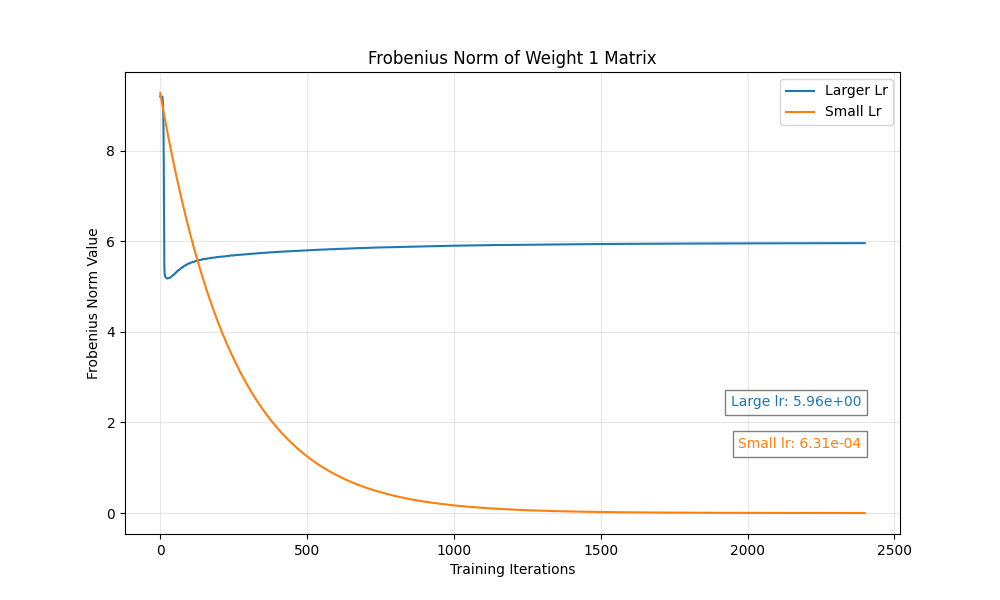 Frobenius Norm of Weight 1 Matrix
Larger Lr
Small Lr
Frobenius Norm Value
8
6
4
2
0
Large lr: 5.96e+00
Small lr: 6.31e-04
0
500
1000
1500
2000
2500
Training Iterations